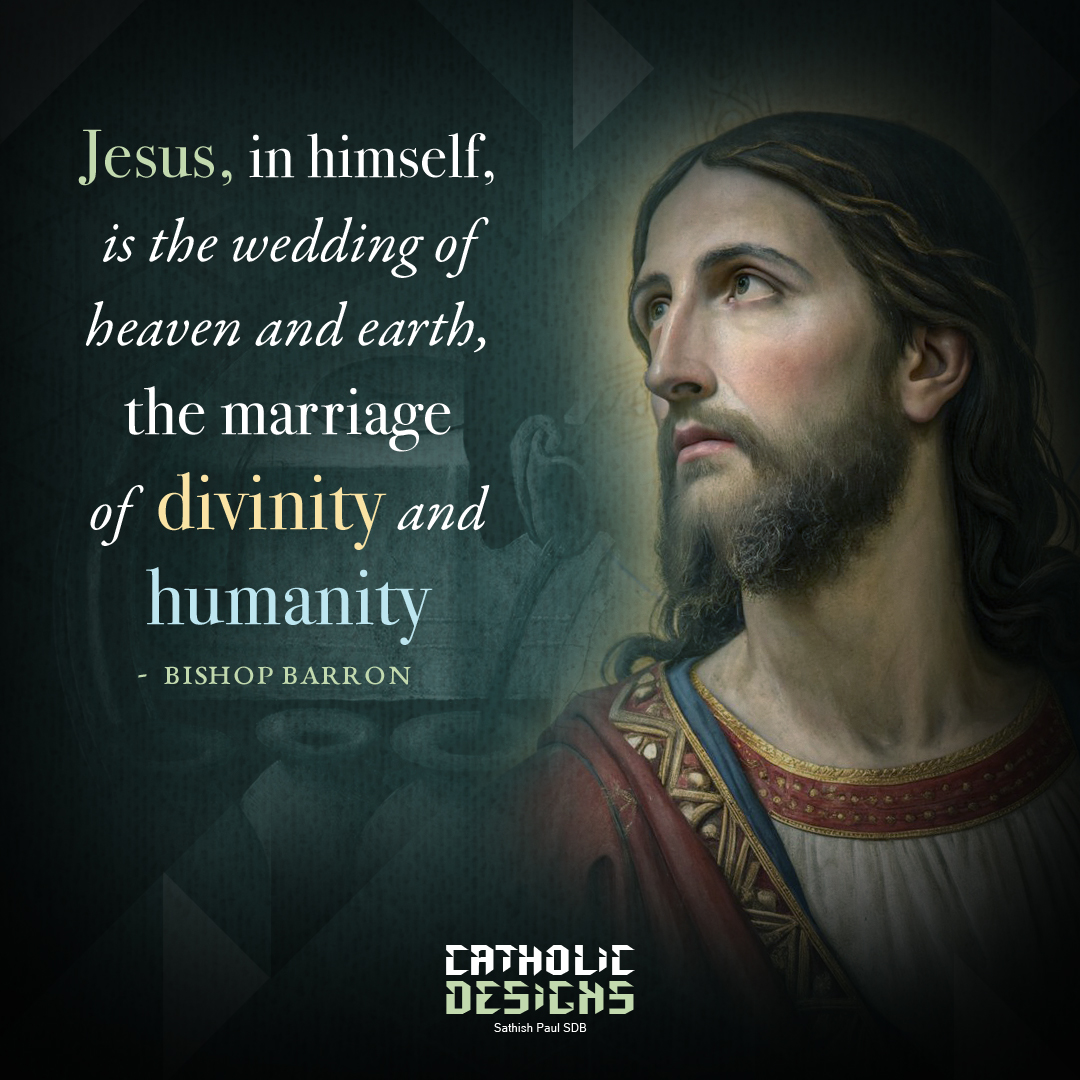 Jesus, in himself,
is the wedding of
heaven and earth,
the marriage
of divinity and
humanity
- BISHOP BARRON
CATHOLIC
DESIGNS
Sathish Paul SDB